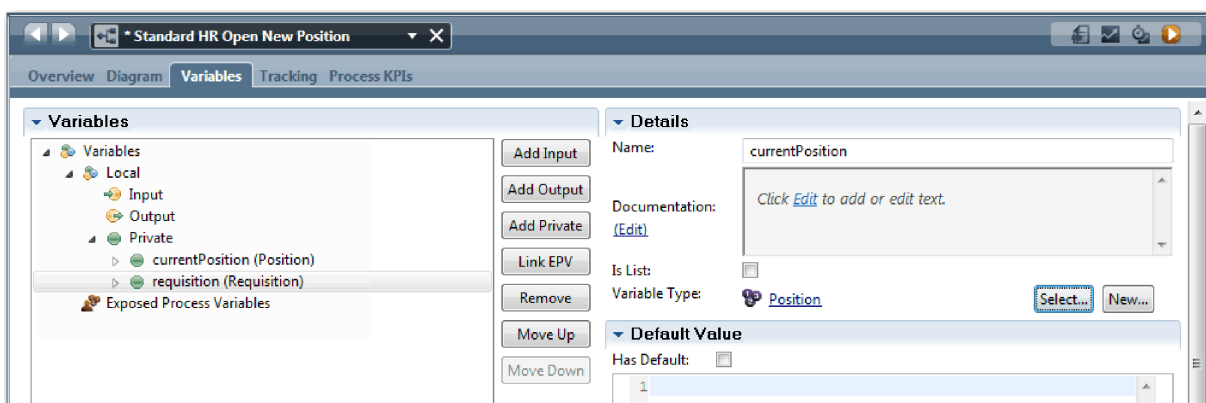 * Standard HR Open New Position
Overview Diagram Variables Tracking Process KPIs
Variables
Variables
Local
Input
Output
Private
currentPosition (Position)
requisition (Requisition)
Exposed Process Variables
Add Input
Add Output
Add Private
Link EPV
Remove
Move Up
Move Down
Details
Name: currentPosition
Documentation: Click Edit to add or edit text.
(Edit)
Is List:
Variable Type: Position Select... New...
Default Value
Has Default:
1